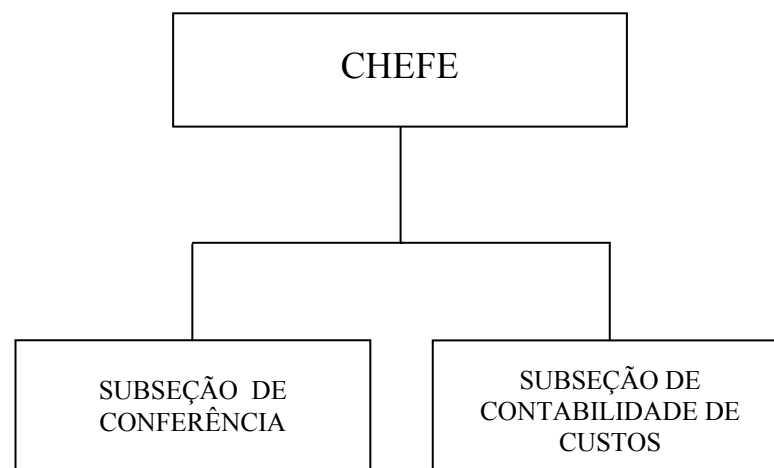 CHEFE
SUBSEÇÃO DE
CONFERÊNCIA
SUBSEÇÃO DE
CONTABILIDADE DE
CUSTOS